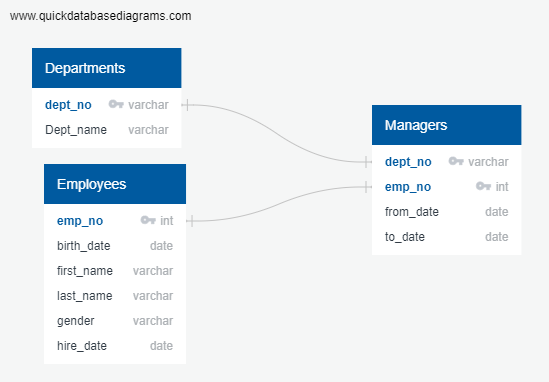 www.quickdatabasediagrams.com
Departments
dept_no varchar
Dept_name varchar
Employees
emp_no int
birth_date date
first_name varchar
last_name varchar
gender varchar
hire_date date
Managers
dept_no varchar
emp_no int
from_date date
to_date date